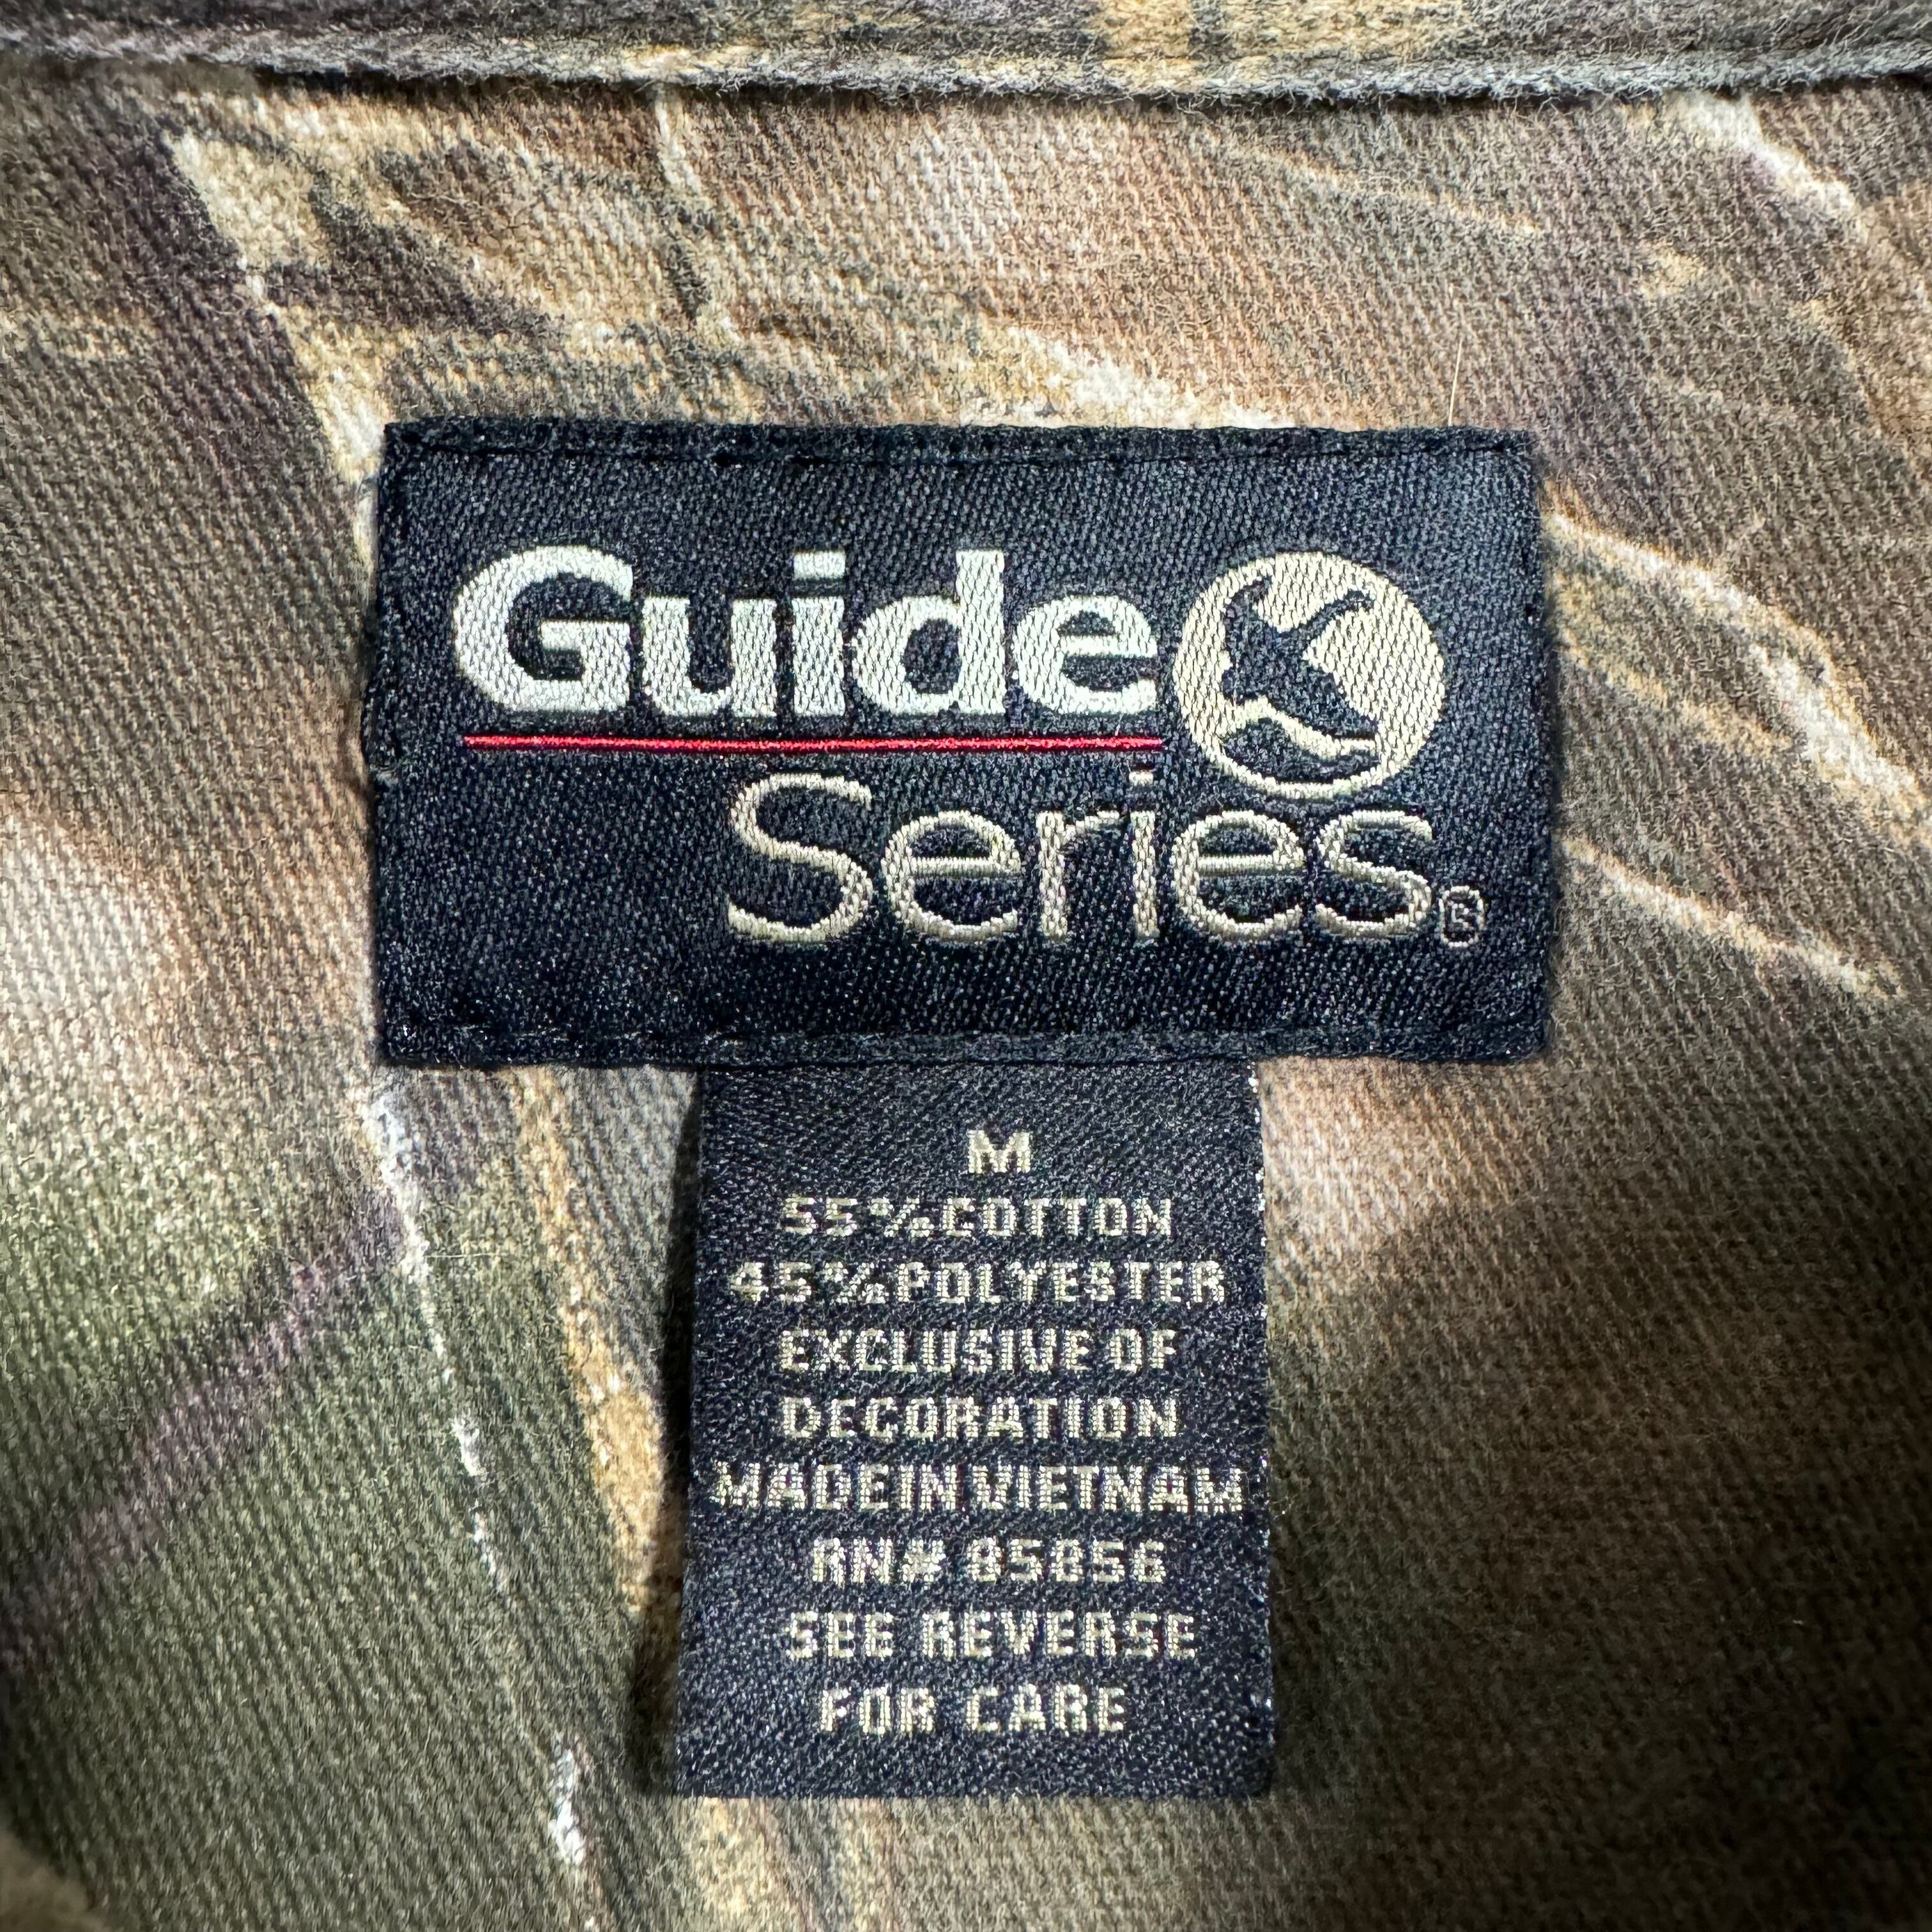 Guide
Series®
M
55% COTTON
45% POLYESTER
EXCLUSIVE OF
DECORATION
MADE IN VIETNAM
RN# 85856
SEE REVERSE
FOR CARE